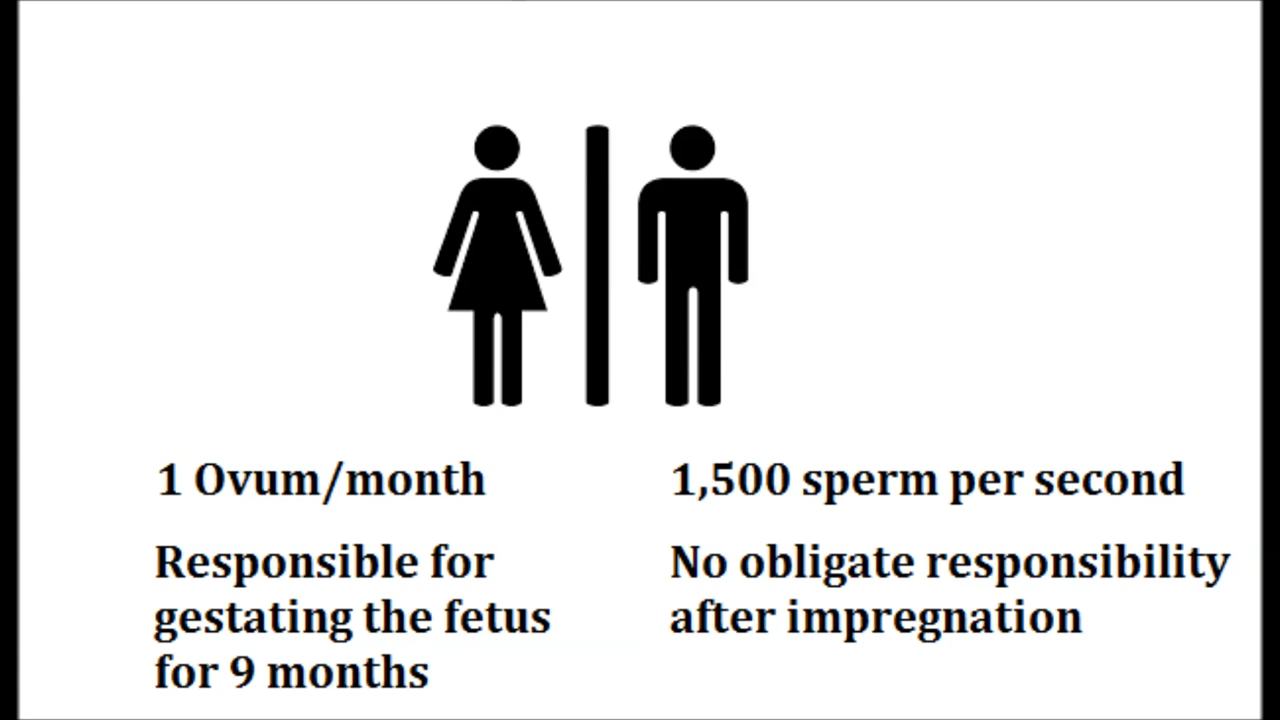 1 Ovum/month
Responsible for
gestating the fetus
for 9 months
1,500 sperm per second
No obligate responsibility
after impregnation